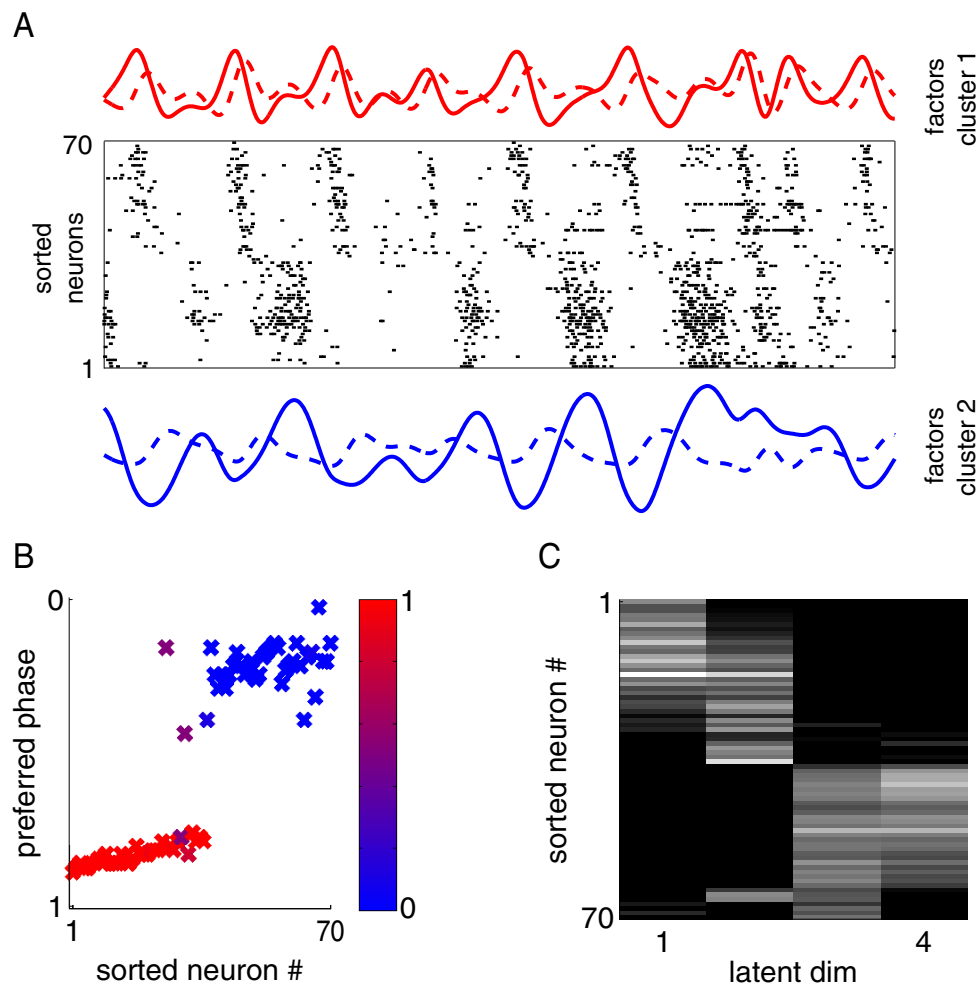 A
factors
cluster 1
70
sorted
neurons
1
factors
cluster 2
B
0
preferred phase
1
1
70
sorted neuron #
1
0
C
1
sorted neuron #
70
1
4
latent dim